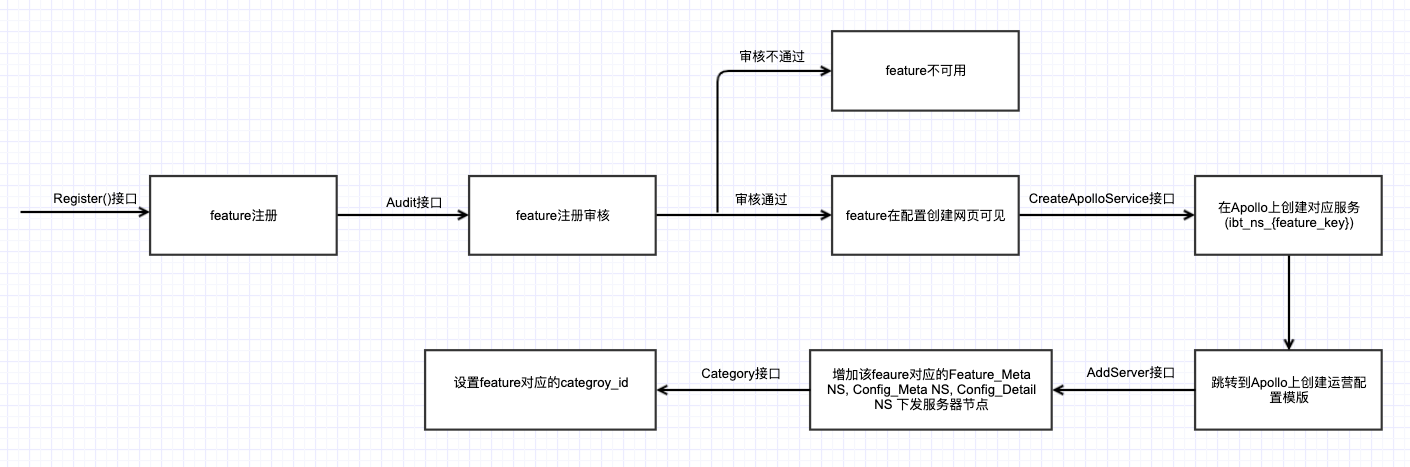 审核不通过
feature不可用
Register()接口
feature注册
Audit接口
feature注册审核
审核通过
feature在配置创建网页可见
CreateApolloService接口
在Apollo上创建对应服务
(ibt_ns_{feature_key})
设置feature对应的categroy_id
Category接口
增加该feaure对应的Feature_Meta
NS, Config_Meta NS, Config_Detail
NS 下发服务器节点
AddServer接口
跳转到Apollo上创建运营配
置模版